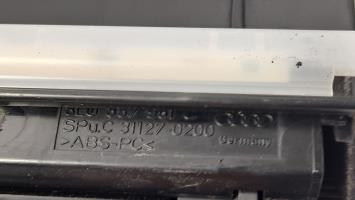 SPu.C 31127-0200
Germany
>ABS-PC<